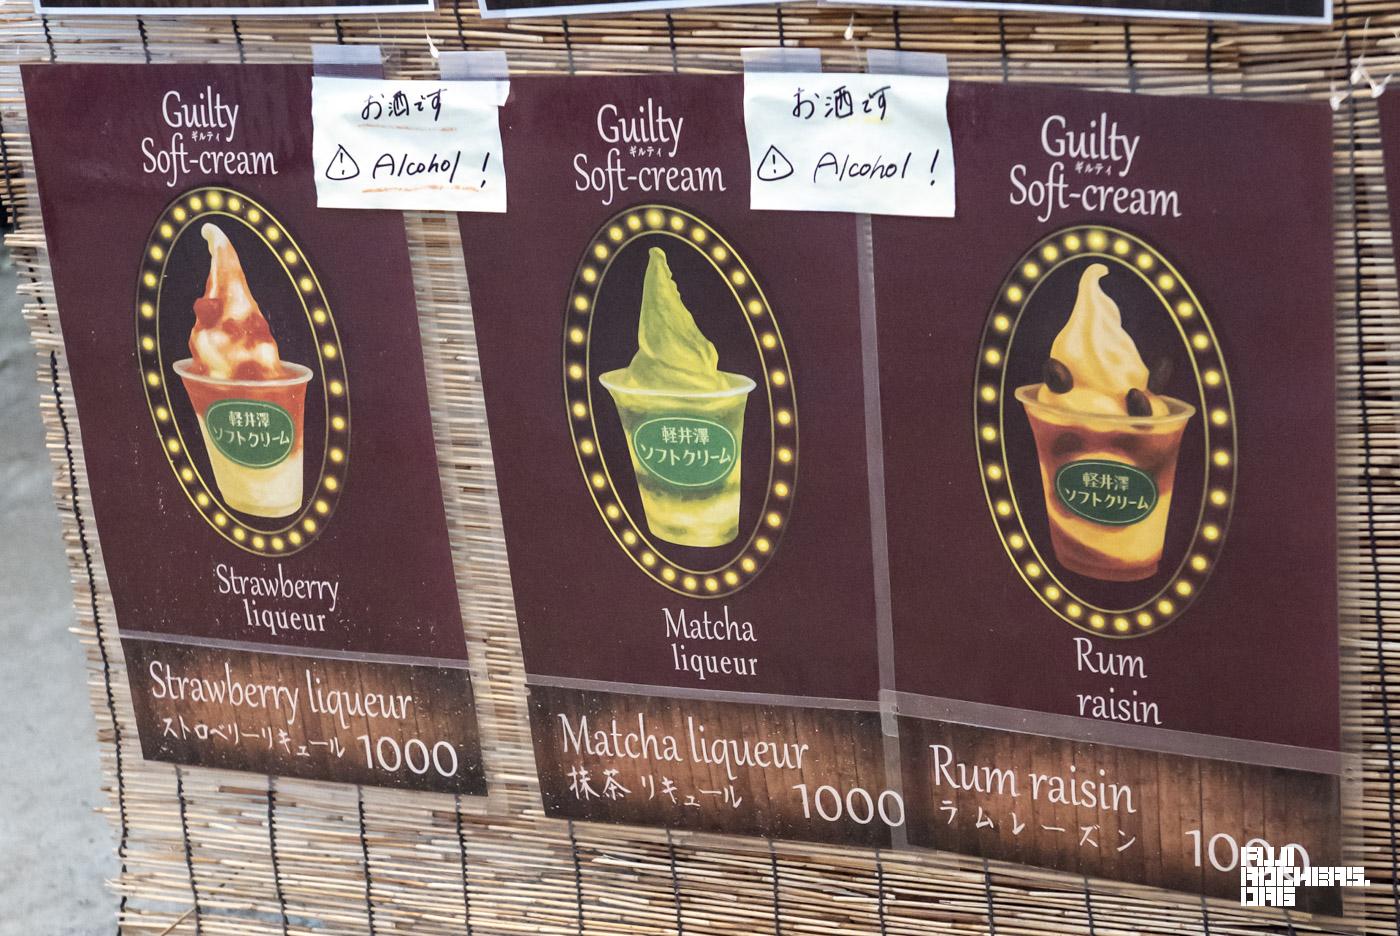 Guilty
ギルティ
Soft-cream
軽井澤
ソフトクリーム
Strawberry
liqueur
Strawberry liqueur
ストロベリーリキュール 1000
お酒です
⚠ Alcohol !
Guilty
ギルティ
Soft-cream
軽井澤
ソフトクリーム
Matcha
liqueur
Matcha liqueur
抹茶リキュール 1000
お酒です
⚠ Alcohol !
Guilty
ギルティ
Soft-cream
軽井澤
ソフトクリーム
Rum
raisin
Rum raisin
ラムレーズン 1000
FUJI
ROCKERS.
ORG